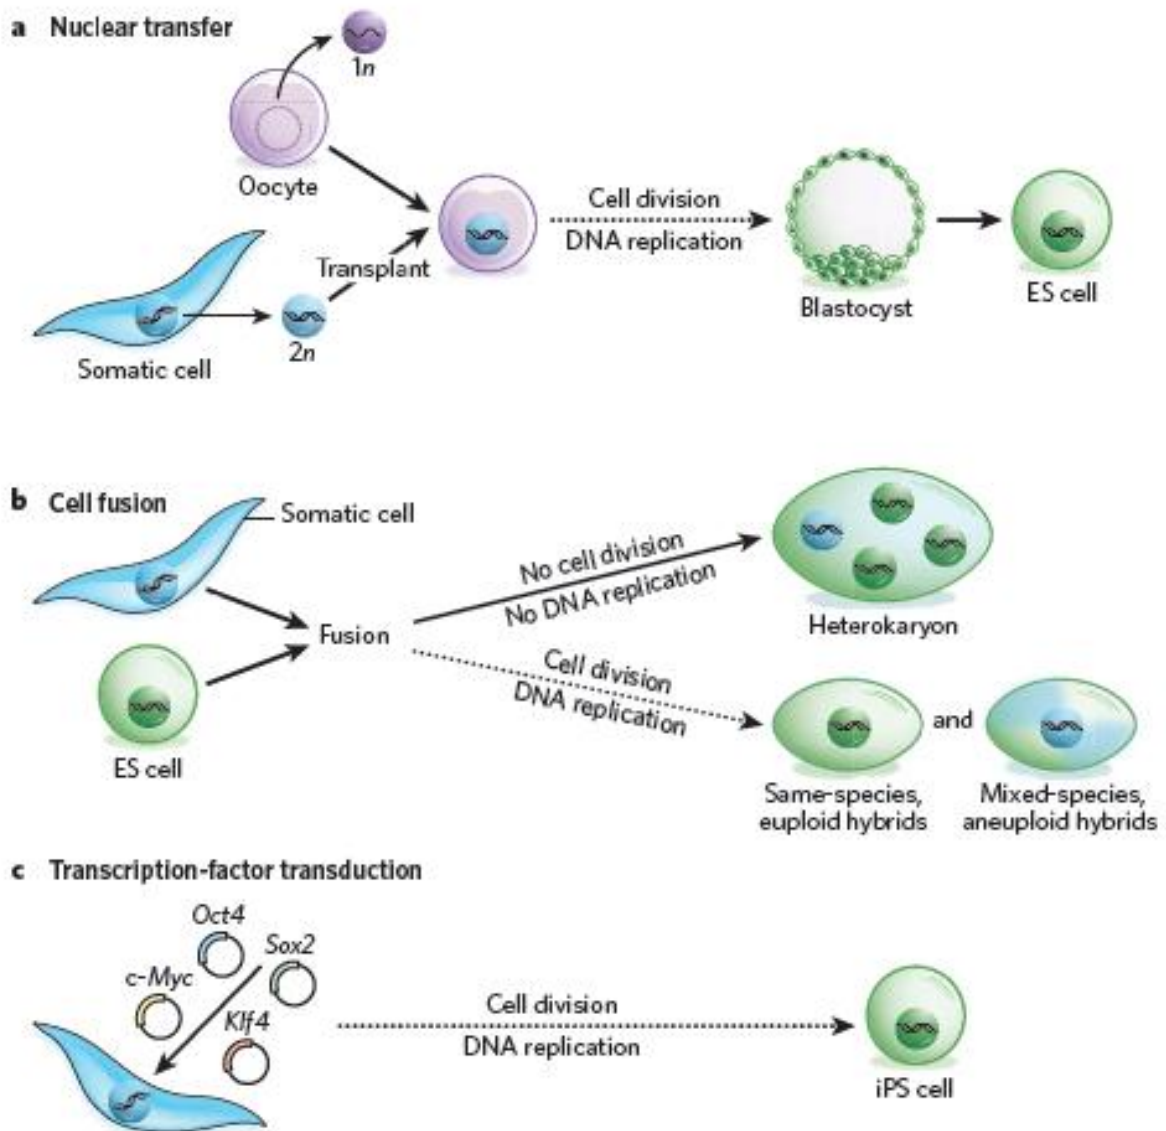 a Nuclear transfer
1n
Oocyte
Transplant
2n
Somatic cell
Cell division
DNA replication
Blastocyst
ES cell
b Cell fusion
Somatic cell
ES cell
Fusion
No cell division
No DNA replication
Heterokaryon
Cell division
DNA replication
and
Same-species,
euploid hybrids
Mixed-species,
aneuploid hybrids
c Transcription-factor transduction
Oct4
Sox2
c-Myc
Klf4
Cell division
DNA replication
iPS cell